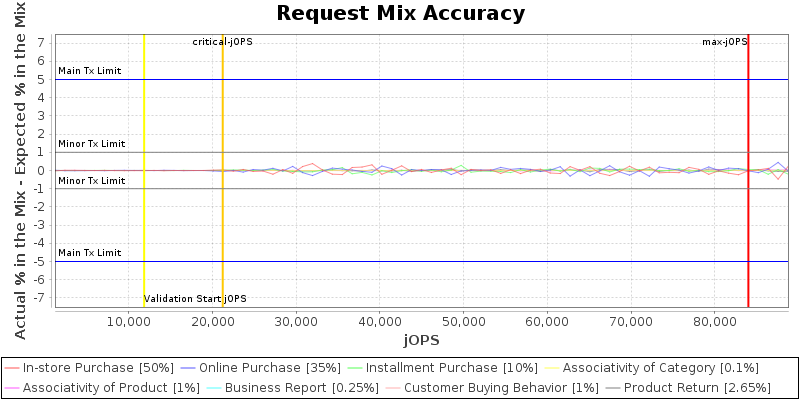 Request Mix Accuracy
Actual % in the Mix - Expected % in the Mix
critical-jOPS
max-jOPS
7
6
Main Tx Limit
5
4
3
2
Minor Tx Limit
1
0
Minor Tx Limit
-1
-2
-3
-4
Main Tx Limit
-5
-6
-7
Validation Start jOPS
10,000 20,000 30,000 40,000 50,000 60,000 70,000 80,000
jOPS
In-store Purchase [50%] Online Purchase [35%] Installment Purchase [10%] Associativity of Category [0.1%]
Associativity of Product [1%] Business Report [0.25%] Customer Buying Behavior [1%] Product Return [2.65%]